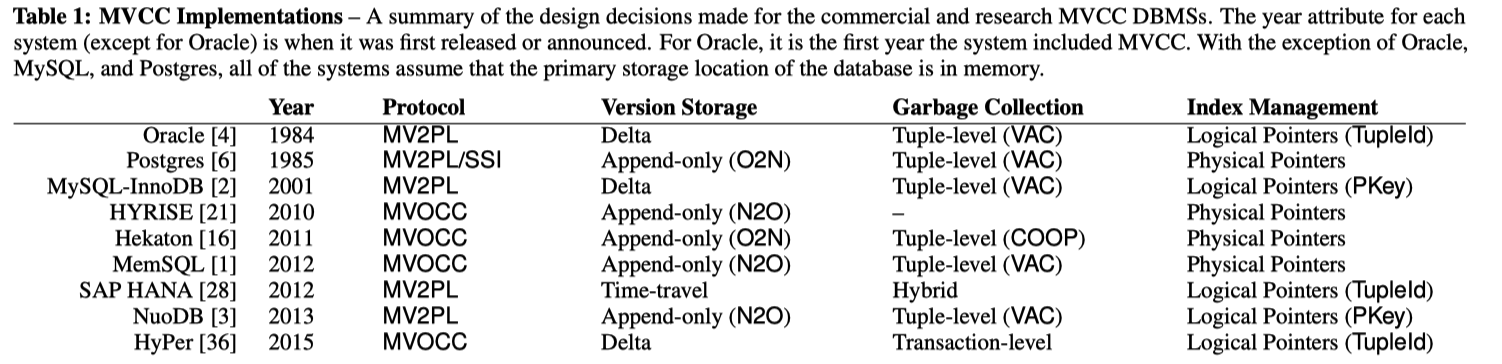 Table 1: MVCC Implementations – A summary of the design decisions made for the commercial and research MVCC DBMSs. The year attribute for each
system (except for Oracle) is when it was first released or announced. For Oracle, it is the first year the system included MVCC. With the exception of Oracle,
MySQL, and Postgres, all of the systems assume that the primary storage location of the database is in memory.
Year Protocol Version Storage Garbage Collection Index Management
Oracle [4] 1984 MV2PL Delta Tuple-level (VAC) Logical Pointers (TupleId)
Postgres [6] 1985 MV2PL/SSI Append-only (O2N) Tuple-level (VAC) Physical Pointers
MySQL-InnoDB [2] 2001 MV2PL Delta Tuple-level (VAC) Logical Pointers (PKey)
HYRISE [21] 2010 MVOCC Append-only (N2O) – Physical Pointers
Hekaton [16] 2011 MVOCC Append-only (O2N) Tuple-level (COOP) Physical Pointers
MemSQL [1] 2012 MVOCC Append-only (N2O) Tuple-level (VAC) Physical Pointers
SAP HANA [28] 2012 MV2PL Time-travel Hybrid Logical Pointers (TupleId)
NuoDB [3] 2013 MV2PL Append-only (N2O) Tuple-level (VAC) Logical Pointers (PKey)
HyPer [36] 2015 MVOCC Delta Transaction-level Logical Pointers (TupleId)